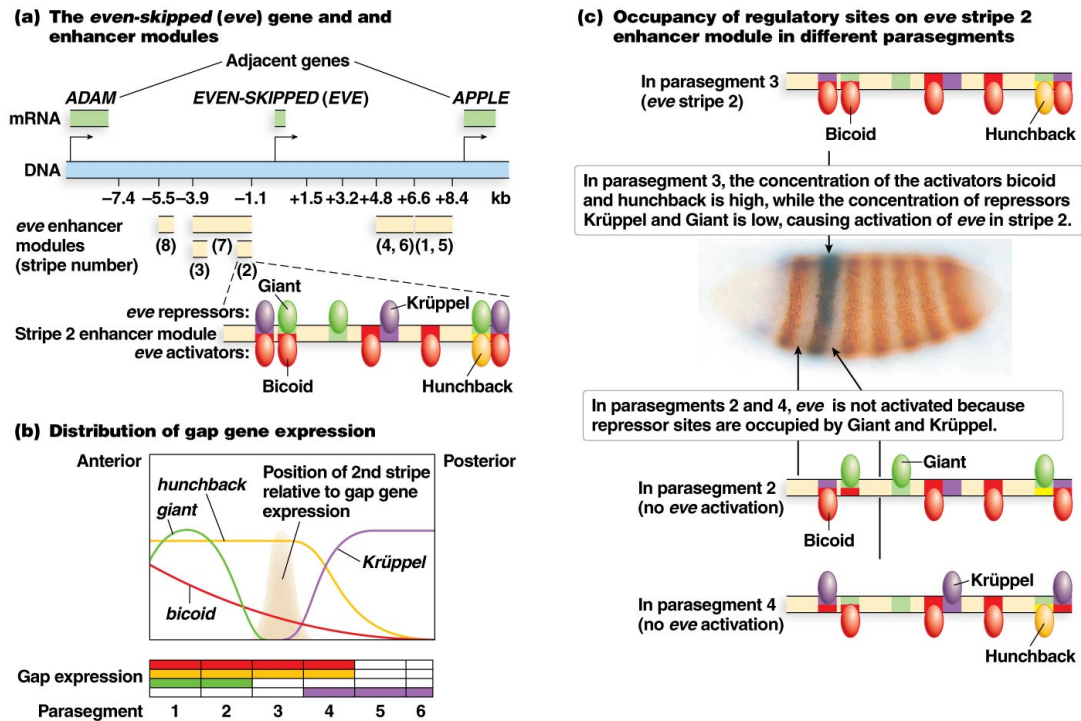 (a) The even-skipped (eve) gene and and
enhancer modules
Adjacent genes
ADAM EVEN-SKIPPED (EVE) APPLE
mRNA
DNA
–7.4 –5.5 –3.9 –1.1 +1.5 +3.2 +4.8 +6.6 +8.4 kb
eve enhancer
modules
(stripe number)
(8) (7) (4, 6) (1, 5)
(3) (2)
Giant
eve repressors: Krüppel
Stripe 2 enhancer module
eve activators:
Bicoid Hunchback
(b) Distribution of gap gene expression
Anterior Posterior
hunchback
giant
Position of 2nd stripe
relative to gap gene
expression
Krüppel
bicoid
Gap expression
Parasegment 1 2 3 4 5 6
(c) Occupancy of regulatory sites on eve stripe 2
enhancer module in different parasegments
In parasegment 3
(eve stripe 2)
Bicoid Hunchback
In parasegment 3, the concentration of the activators bicoid
and hunchback is high, while the concentration of repressors
Krüppel and Giant is low, causing activation of eve in stripe 2.
In parasegments 2 and 4, eve is not activated because
repressor sites are occupied by Giant and Krüppel.
Giant
In parasegment 2
(no eve activation)
Bicoid
Krüppel
In parasegment 4
(no eve activation)
Hunchback